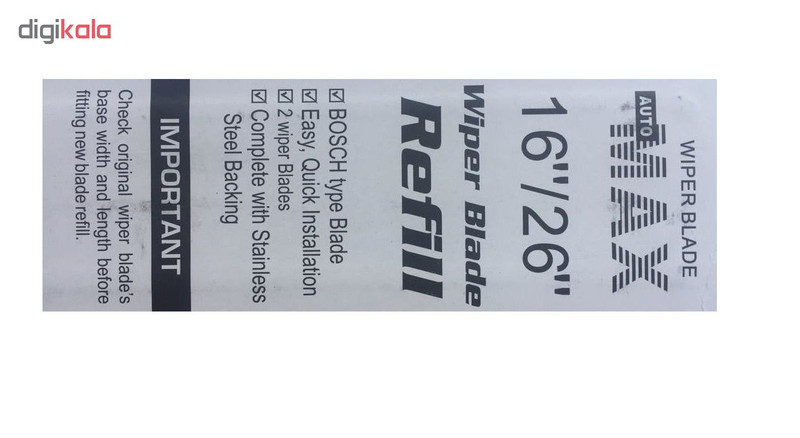 digikala
WIPER BLADE
AUTO
MAX
16"/26"
Wiper Blade
Refill
☑ BOSCH type Blade
☑ Easy, Quick Installation
☑ 2 wiper Blades
☑ Complete with Stainless
Steel Backing
IMPORTANT
Check original wiper blade's
base width and length before
fitting new blade refill.